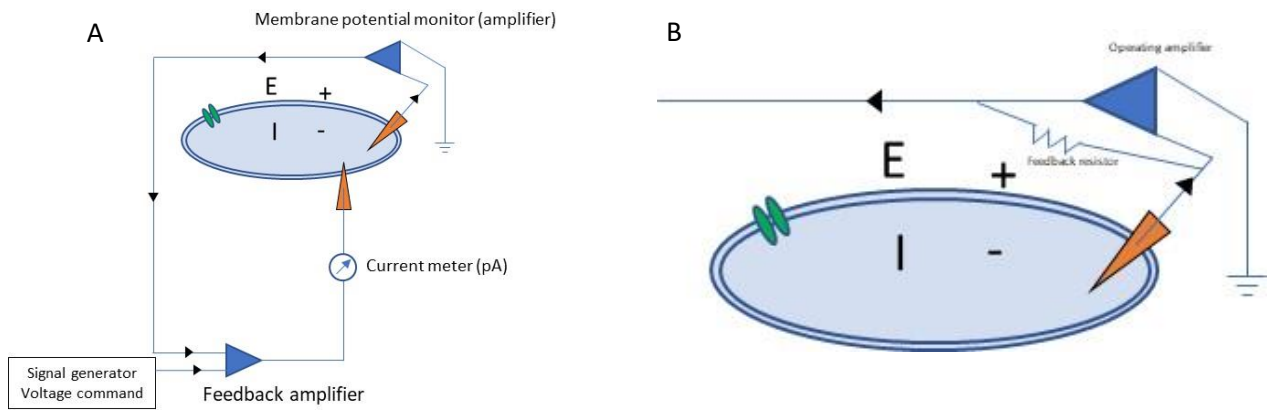 A
Membrane potential monitor (amplifier)
E
+
I
-
Current meter (pA)
Signal generator
Voltage command
Feedback amplifier
B
Operating amplifier
Feedback resistor
E
+
I
-